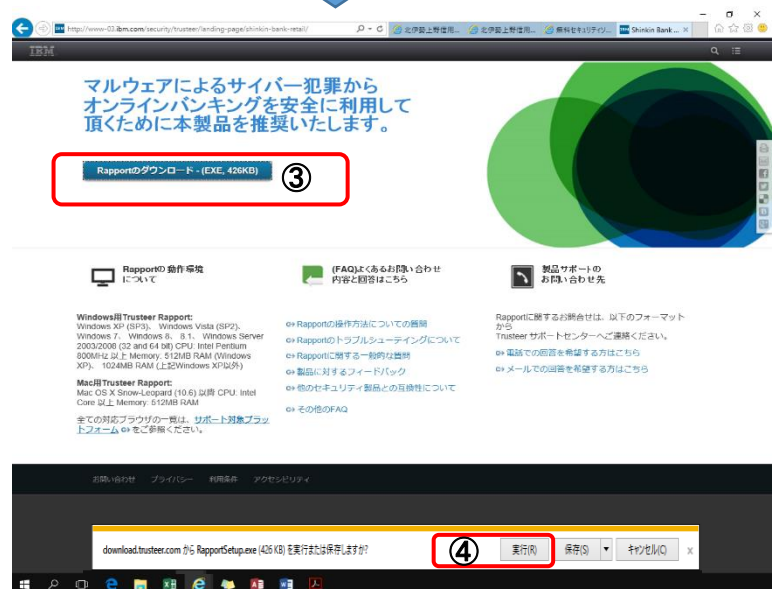 http://www-03.ibm.com/security/trusteer/landing-page/shinkin-bank-retail/
北伊勢上野信用...
北伊勢上野信用...
無料セキュリティソ...
Shinkin Bank ...
IBM
マルウェアによるサイバー犯罪から
オンラインバンキングを安全に利用して
頂くために本製品を推奨いたします。
Rapportのダウンロード - (EXE, 426KB)
③
Rapportの 動作環境
について
(FAQ)よくあるお問い合わせ
内容と回答はこちら
製品サポートの
お問い合わせ先
Windows用Trusteer Rapport:
Windows XP (SP3)、 Windows Vista (SP2)、
Windows 7、 Windows 8、 8.1、 Windows Server
2003/2008 (32 and 64 bit) CPU: Intel Pentium
800MHz 以上 Memory: 512MB RAM (Windows
XP)、 1024MB RAM (上記Windows XP以外)
Mac用Trusteer Rapport:
Mac OS X Snow-Leopard (10.6) 以降 CPU: Intel
Core 以上 Memory: 512MB RAM
全ての対応ブラウザの一覧は、サポート対象プラッ
トフォーム をご参照ください。
Rapportの操作方法についての質問
Rapportのトラブルシューティングについて
Rapportに関する一般的な質問
製品に対するフィードバック
他のセキュリティ製品との互換性について
その他のFAQ
Rapportに関するお問合せは、以下のフォーマット
から
Trusteer サポートセンターへご連絡ください。
電話での回答を希望する方はこちら
メールでの回答を希望する方はこちら
お問い合わせ プライバシー 利用条件 アクセシビリティ
download.trusteer.com から RapportSetup.exe (426 KB) を実行または保存しますか?
④
実行(R)
保存(S)
キャンセル(C)